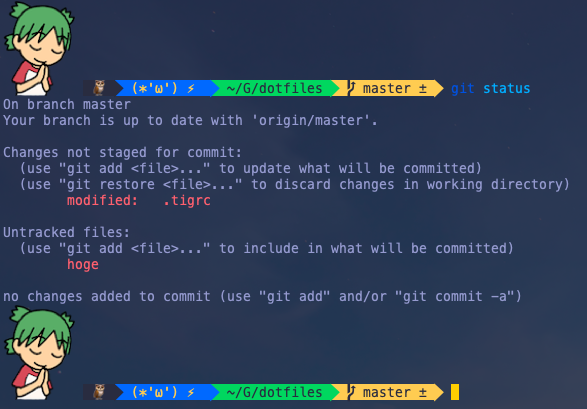 (*'ω') ⚡ ~/G/dotfiles master ± git status
On branch master
Your branch is up to date with 'origin/master'.
Changes not staged for commit:
(use "git add <file>..." to update what will be committed)
(use "git restore <file>..." to discard changes in working directory)
modified: .tigrc
Untracked files:
(use "git add <file>..." to include in what will be committed)
hoge
no changes added to commit (use "git add" and/or "git commit -a")
(*'ω') ⚡ ~/G/dotfiles master ±